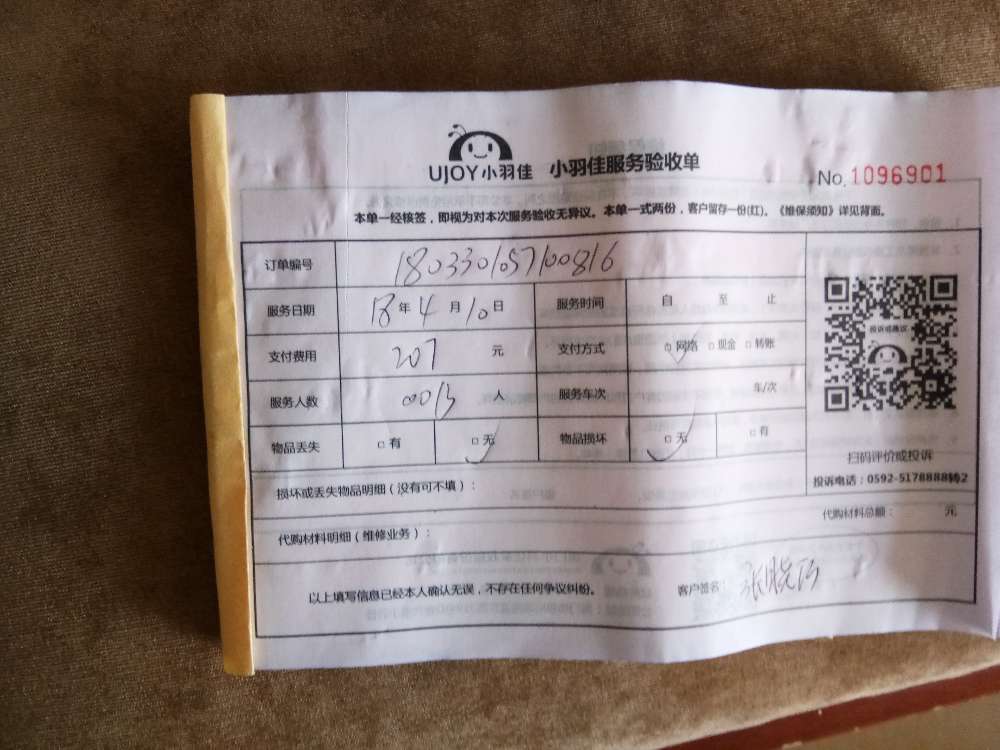 UJOY小羽佳 小羽佳服务验收单
No. 1096901
本单一经核签，即视为对本次服务验收无异议。本单一式两份，客户留存一份(红)。《维保须知》详见背面。
订单编号 1803301057100816
服务日期 18年4月10日 服务时间 自 至 止
支付费用 207 元 支付方式 □网络 □现金 □转账
投诉或建议
服务人数 人 服务车次 车/次
物品丢失 □有 □无 物品损坏 □无 □有
扫码评价或投诉
投诉电话：0592-5178888转2
损坏或丢失物品明细（没有可不填）：
代购材料总额： 元
代购材料明细（维修业务）：
以上填写信息已经本人确认无误，不存在任何争议纠纷。 客户签名：